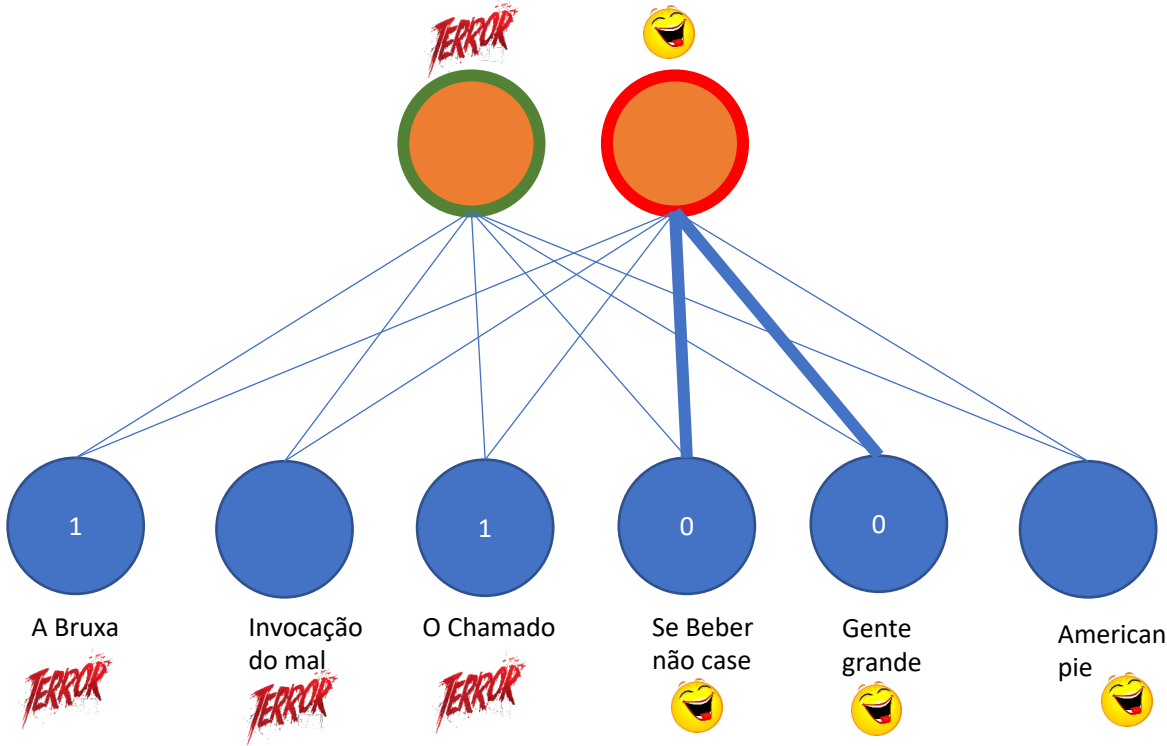 TERROR
1
1
0
0
A Bruxa
Invocação
do mal
O Chamado
Se Beber
não case
Gente
grande
American
pie
TERROR
TERROR
TERROR